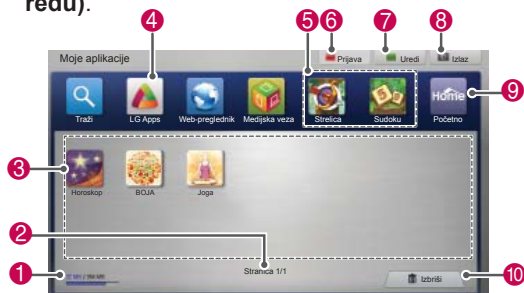 redu).
4 5 6 7 8
Moje aplikacije Prijava Uredi Izlaz
Home 9
Traži LG Apps Web-preglednik Medijska veza Strelica Sudoku Početno
3
Horoskop BOJA Joga
2
1 Stranica 1/1 Izbriši 10